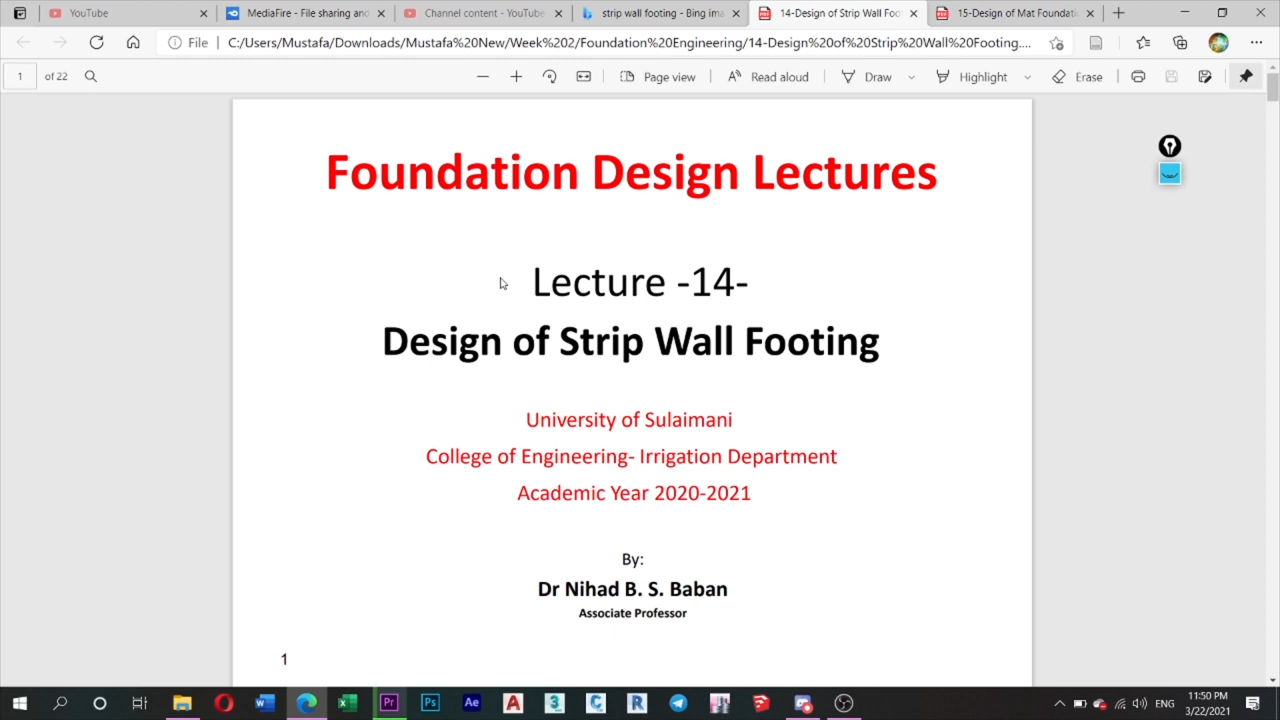 YouTube
MediaFire - File sharing and
Channel content - YouTube
strip wall footing - Bing ima
14-Design of Strip Wall Foo
15-Design of Mat Foundati
File
C:/Users/Mustafa/Downloads/Mustafa%20New/Week%202/Foundation%20Engineering/14-Design%20of%20Strip%20Wall%20Footing....
1 of 22
Page view
Read aloud
Draw
Highlight
Erase
Foundation Design Lectures
Lecture -14-
Design of Strip Wall Footing
University of Sulaimani
College of Engineering- Irrigation Department
Academic Year 2020-2021
By:
Dr Nihad B. S. Baban
Associate Professor
1
Pr
Ps
Ae
ENG
11:50 PM
3/22/2021